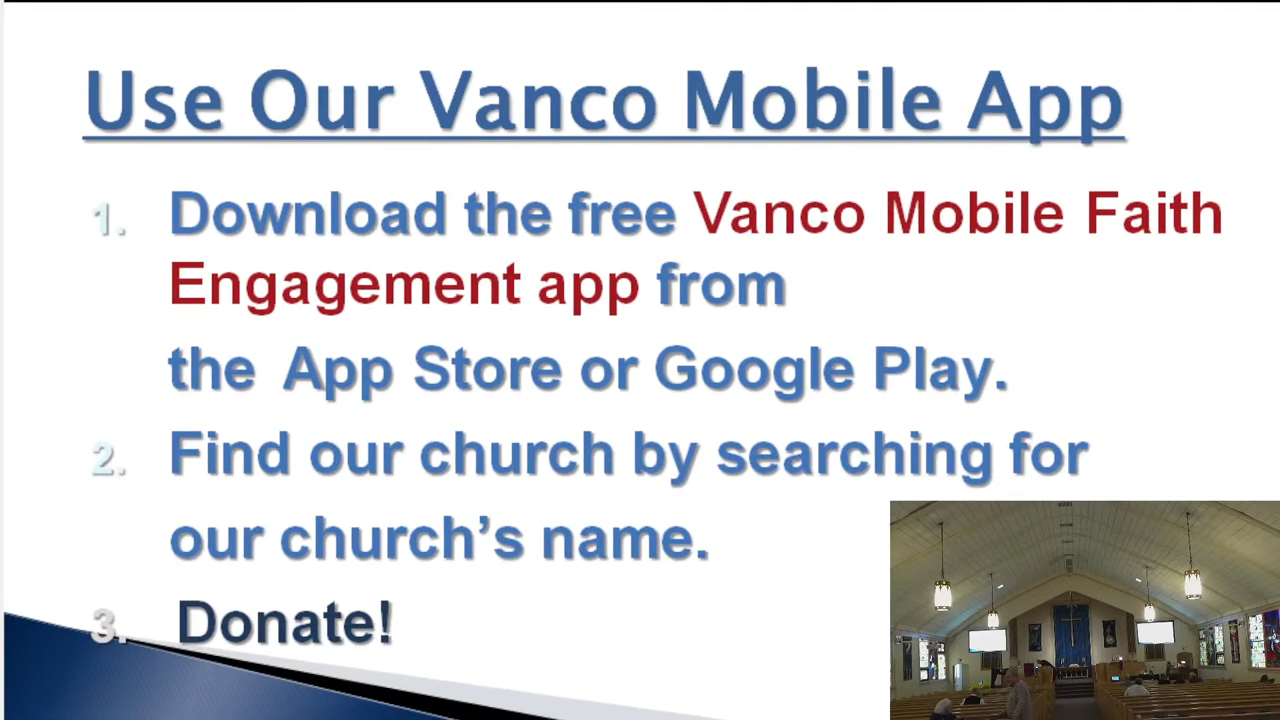 Use Our Vanco Mobile App
1. Download the free Vanco Mobile Faith
Engagement app from
the App Store or Google Play.
2. Find our church by searching for
our church’s name.
3. Donate!